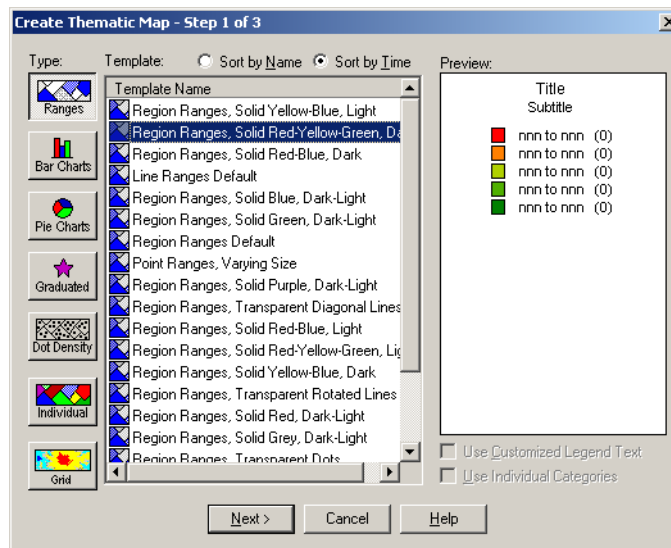 Create Thematic Map - Step 1 of 3
Type:
Ranges
Bar Charts
Pie Charts
Graduated
Dot Density
Individual
Grid
Template:
Sort by Name
Sort by Time
Template Name
Region Ranges, Solid Yellow-Blue, Light
Region Ranges, Solid Red-Yellow-Green, Da
Region Ranges, Solid Red-Blue, Dark
Line Ranges Default
Region Ranges, Solid Blue, Dark-Light
Region Ranges, Solid Green, Dark-Light
Region Ranges Default
Point Ranges, Varying Size
Region Ranges, Solid Purple, Dark-Light
Region Ranges, Transparent Diagonal Lines
Region Ranges, Solid Red-Blue, Light
Region Ranges, Solid Red-Yellow-Green, Lig
Region Ranges, Solid Yellow-Blue, Dark
Region Ranges, Transparent Rotated Lines
Region Ranges, Solid Red, Dark-Light
Region Ranges, Solid Grey, Dark-Light
Region Ranges, Transparent Dots
Preview:
Title
Subtitle
nnn to nnn (0)
nnn to nnn (0)
nnn to nnn (0)
nnn to nnn (0)
nnn to nnn (0)
Use Customized Legend Text
Use Individual Categories
Next >
Cancel
Help